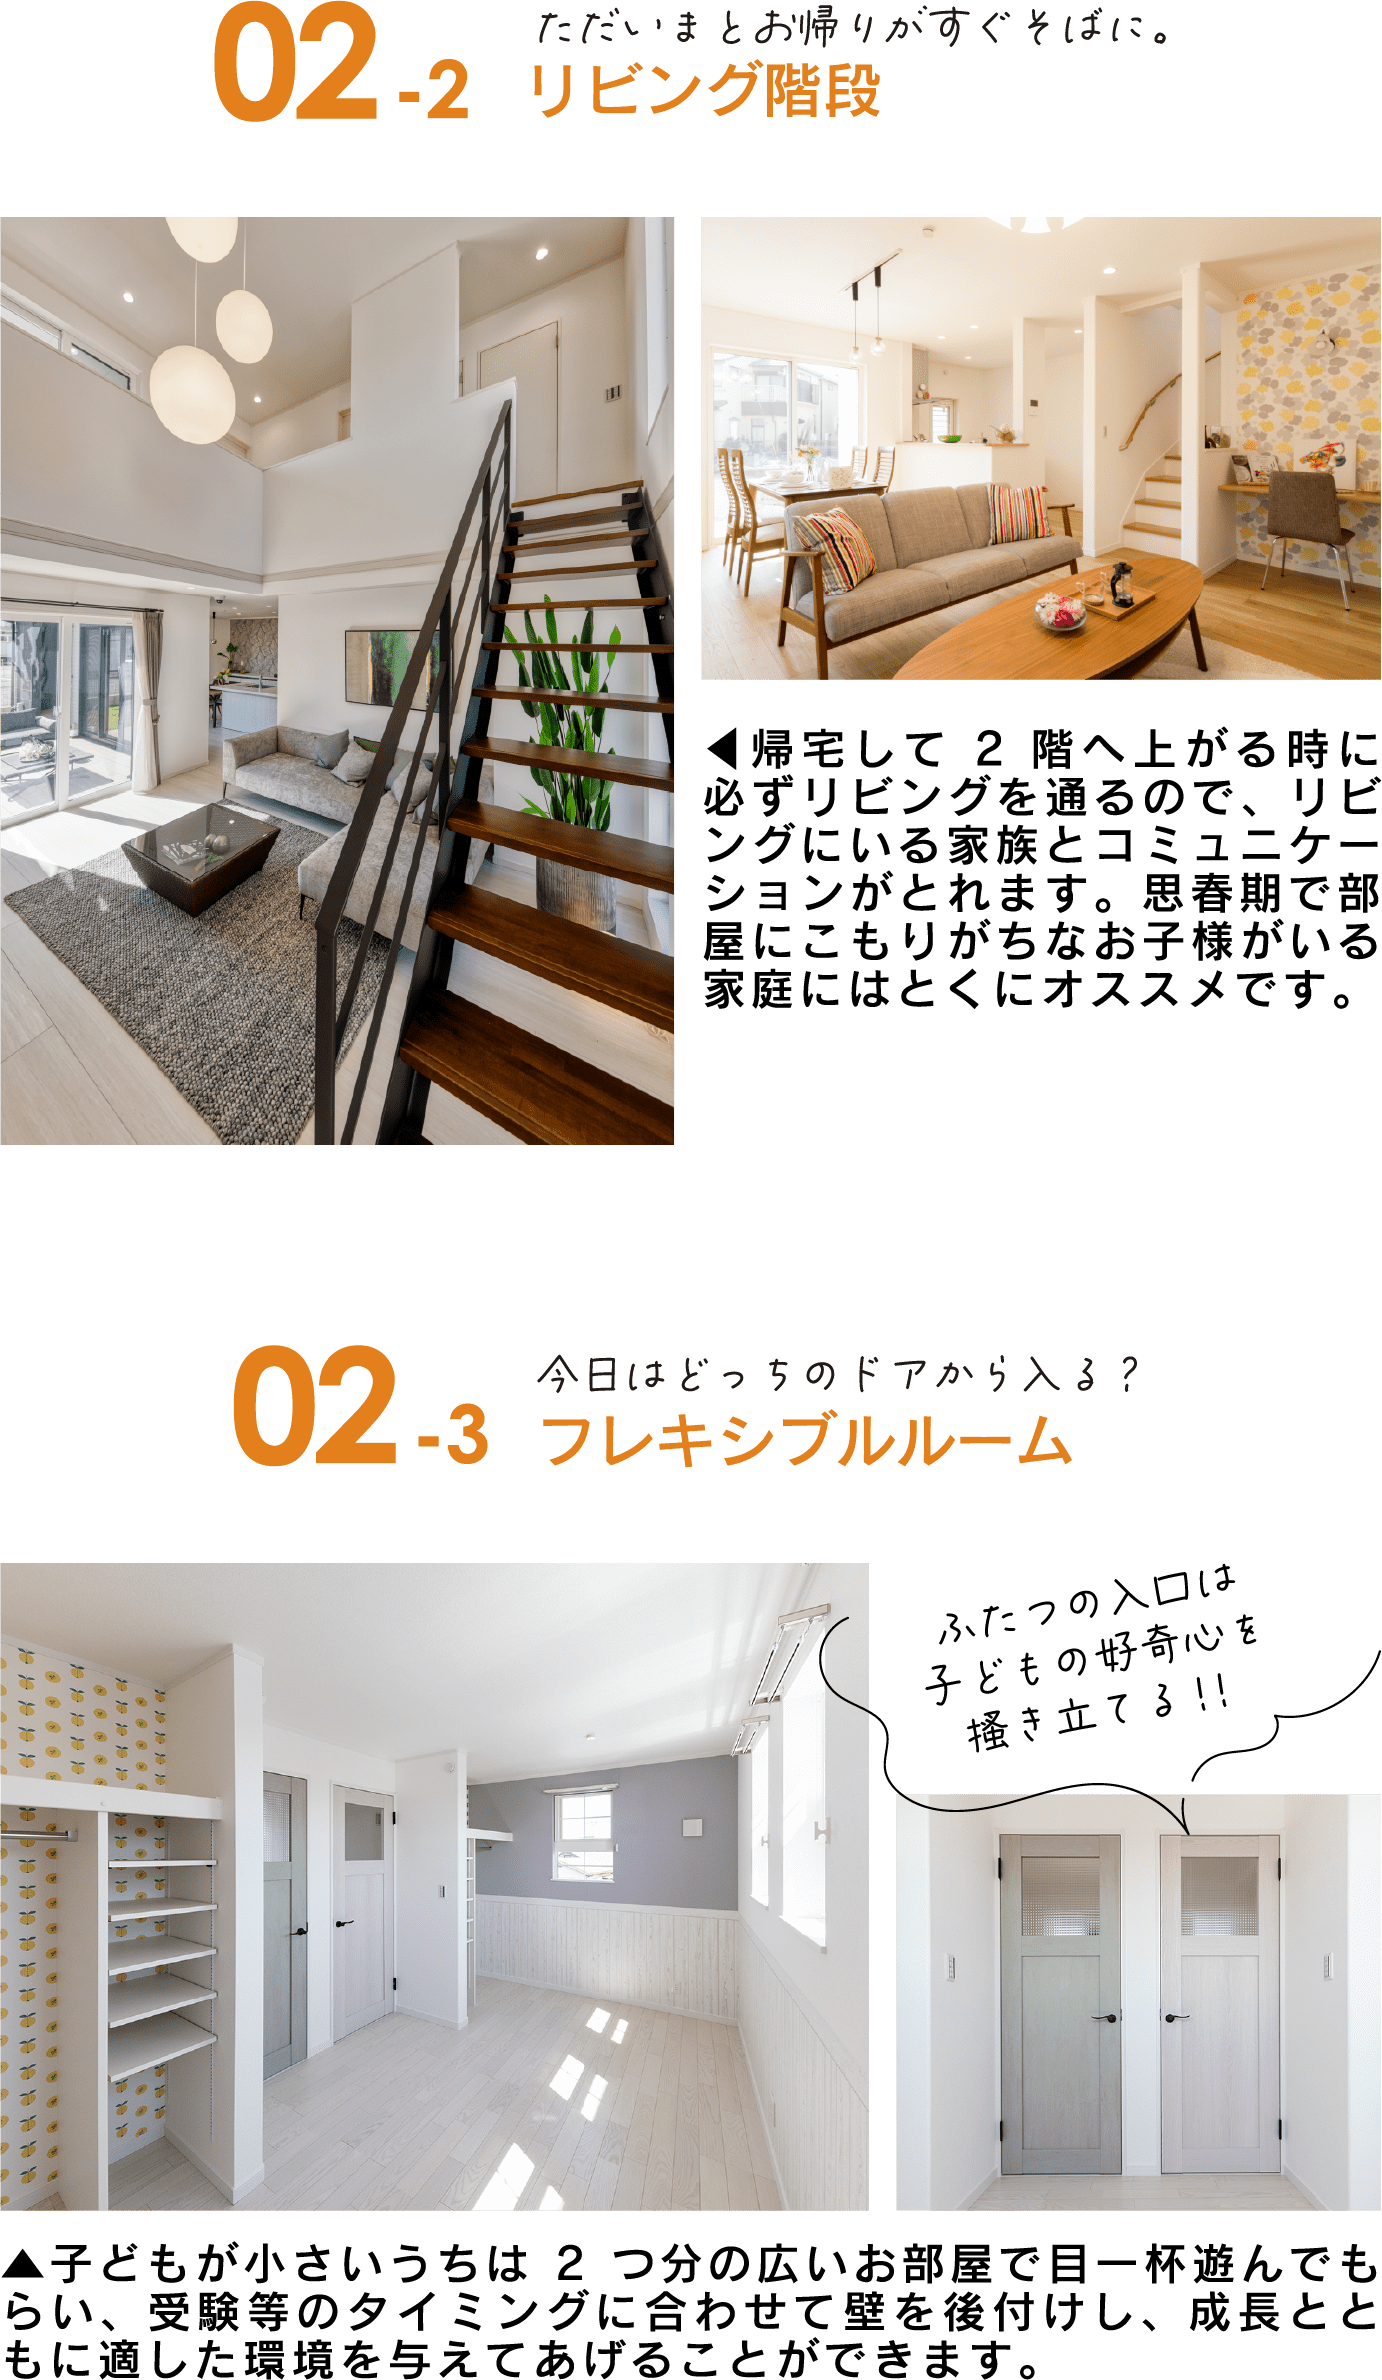 ただいまとお帰りがすぐそばに。
02-2 リビング階段
◀帰宅して 2 階へ上がる時に
必ずリビングを通るので、リビ
ングにいる家族とコミュニケー
ションがとれます。思春期で部
屋にこもりがちなお子様がいる
家庭にはとくにオススメです。
今日はどっちのドアから入る？
02-3 フレキシブルルーム
ふたつの入口は
子どもの好奇心を
掻き立てる!!
▲子どもが小さいうちは 2 つ分の広いお部屋で目一杯遊んでも
らい、受験等のタイミングに合わせて壁を後付けし、成長とと
もに適した環境を与えてあげることができます。